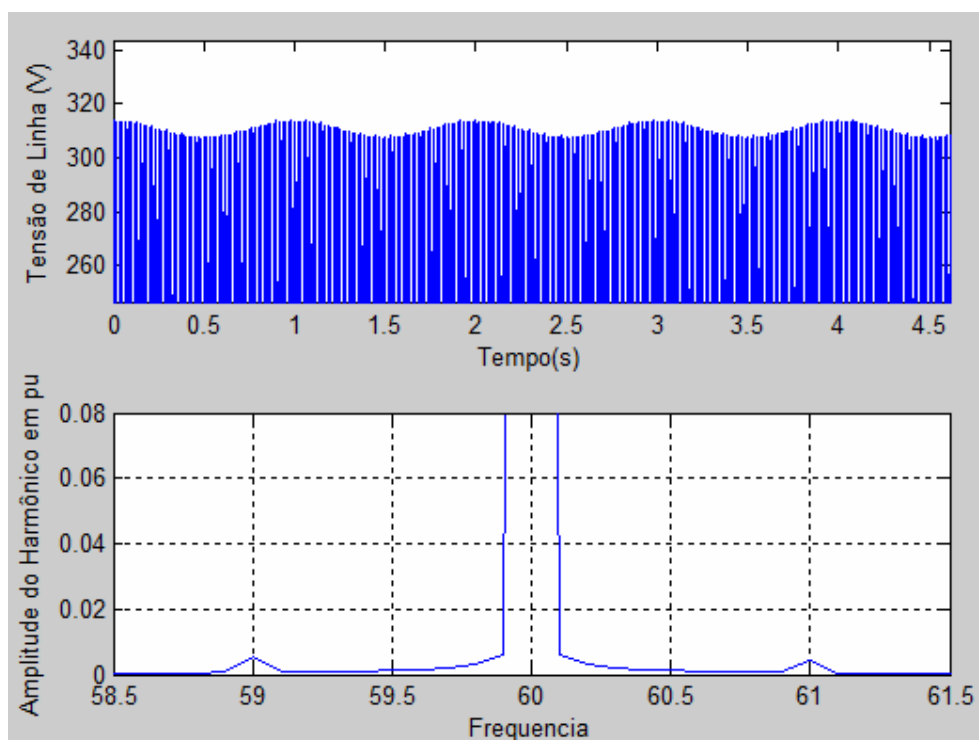 Tensão de Linha (V)
340
320
300
280
260
0 0.5 1 1.5 2 2.5 3 3.5 4 4.5
Tempo(s)
Amplitude do Harmônico em pu
0.08
0.06
0.04
0.02
0
58.5 59 59.5 60 60.5 61 61.5
Frequencia